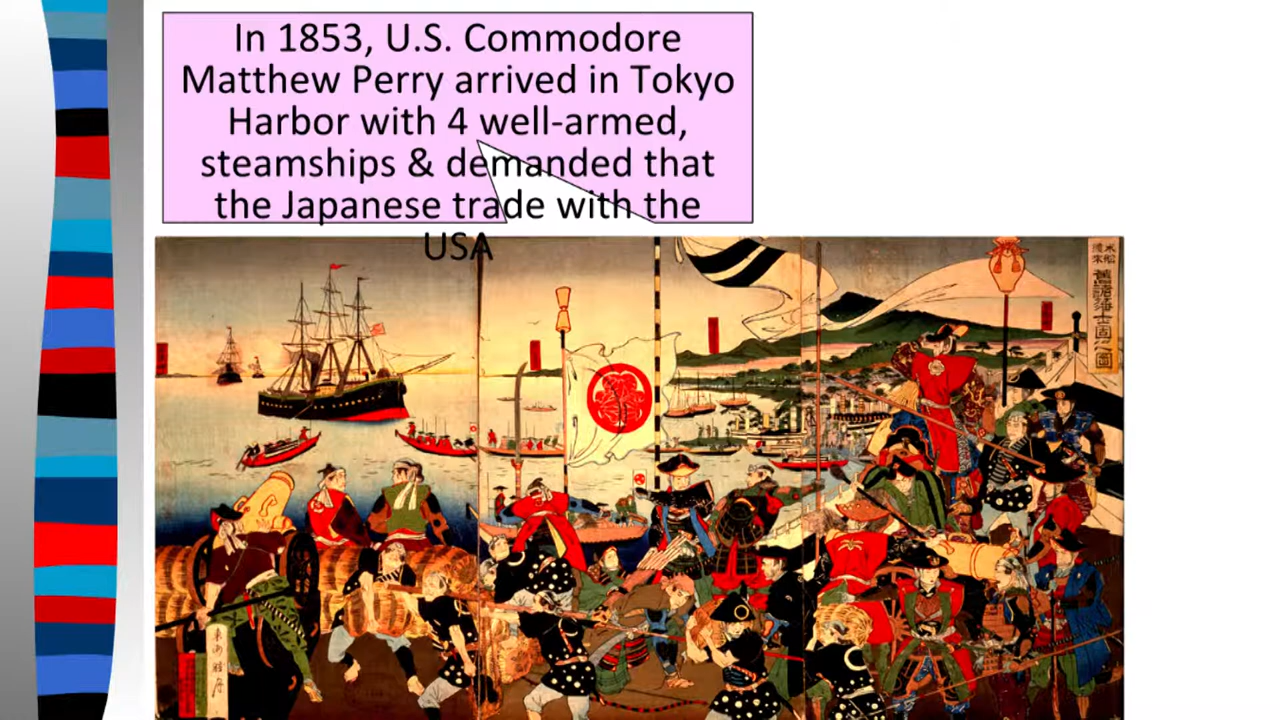 In 1853, U.S. Commodore
Matthew Perry arrived in Tokyo
Harbor with 4 well-armed,
steamships & demanded that
the Japanese trade with the
USA